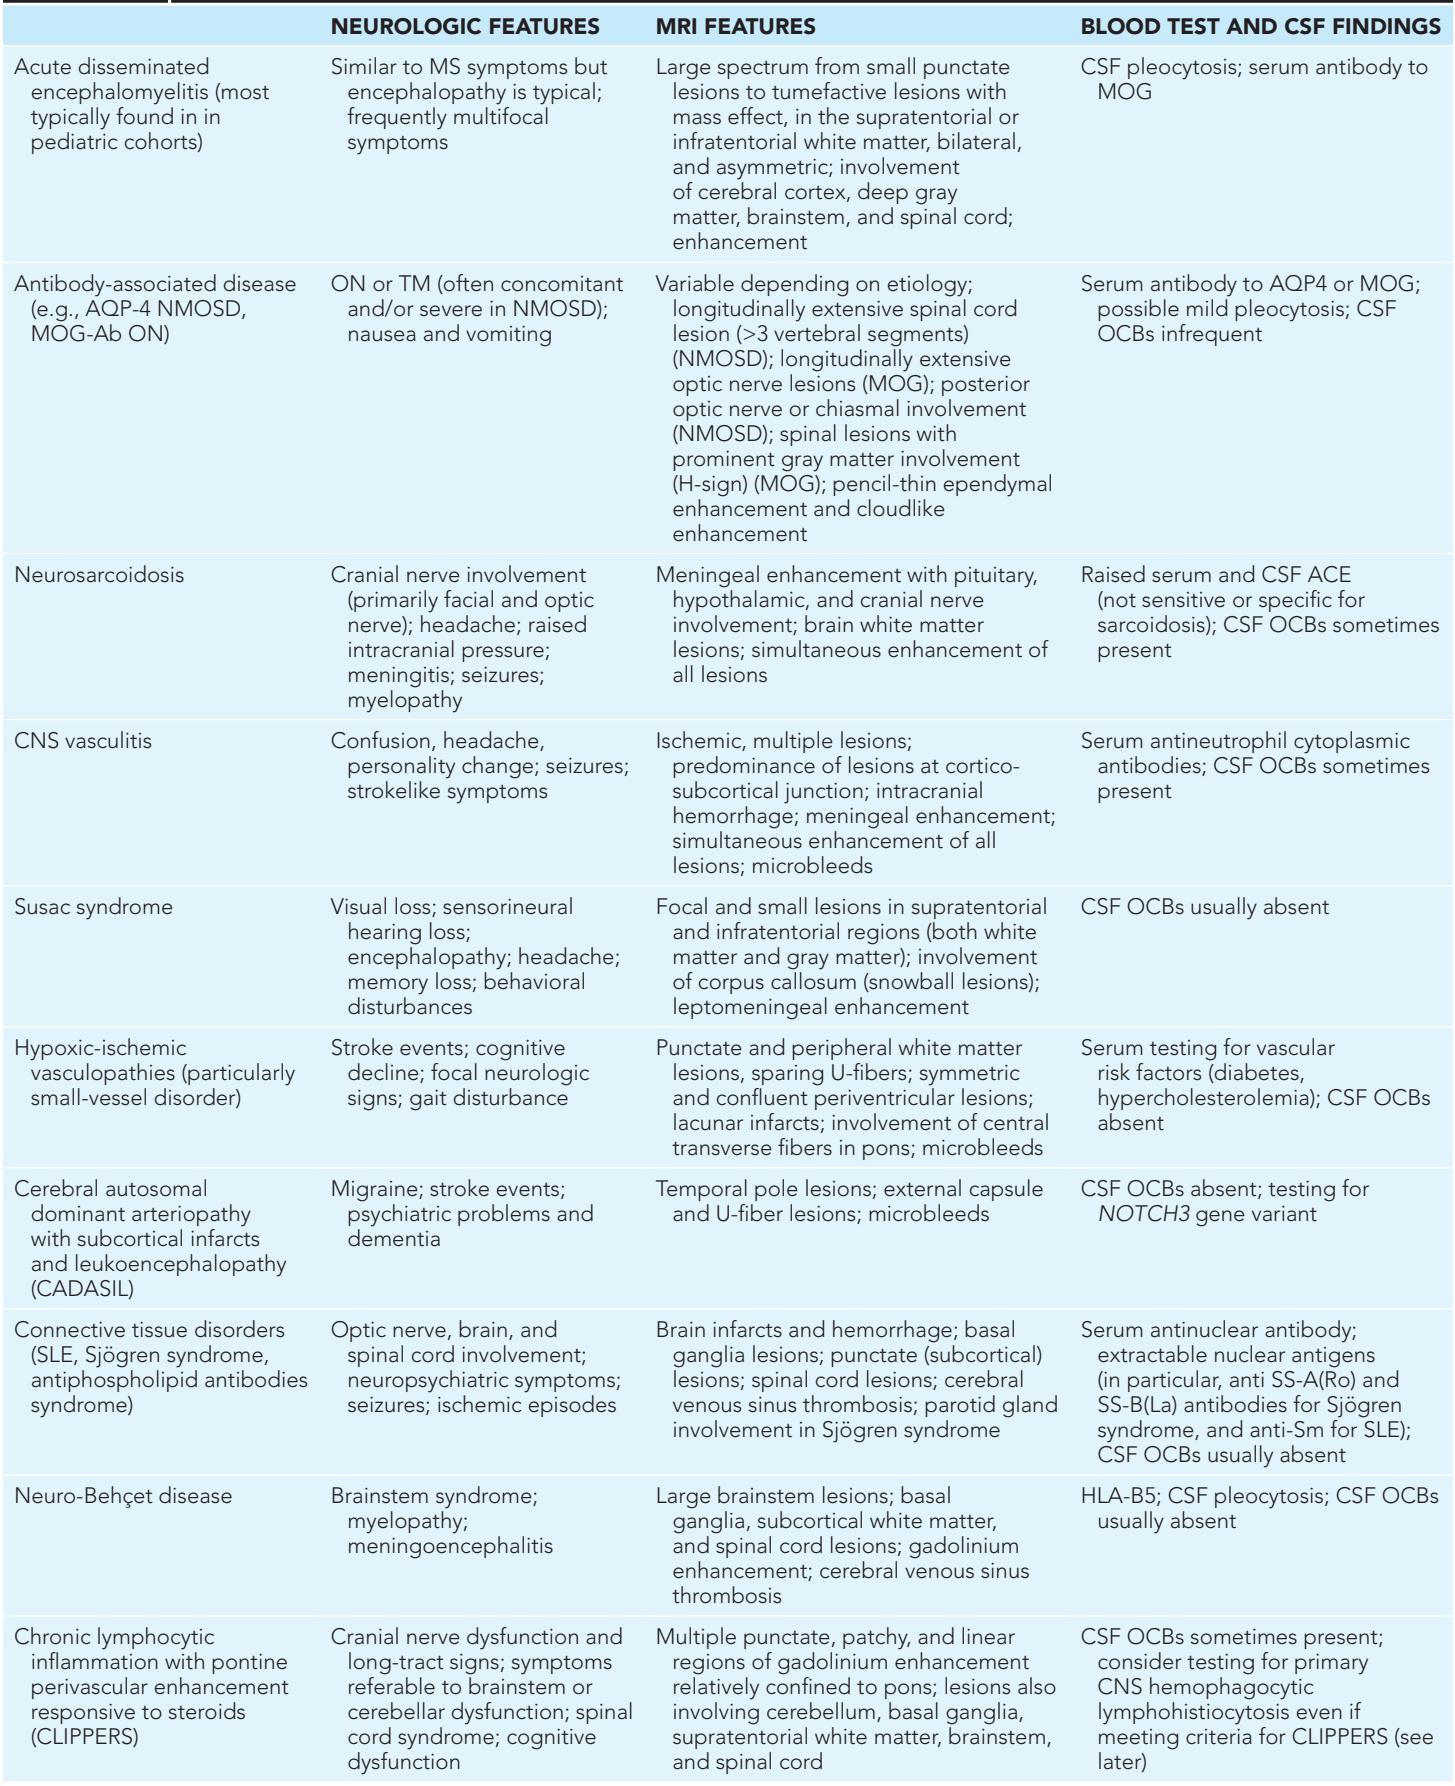 NEUROLOGIC FEATURES
MRI FEATURES
BLOOD TEST AND CSF FINDINGS
Acute disseminated
encephalomyelitis (most
typically found in in
pediatric cohorts)
Similar to MS symptoms but
encephalopathy is typical;
frequently multifocal
symptoms
Large spectrum from small punctate
lesions to tumefactive lesions with
mass effect, in the supratentorial or
infratentorial white matter, bilateral,
and asymmetric; involvement
of cerebral cortex, deep gray
matter, brainstem, and spinal cord;
enhancement
CSF pleocytosis; serum antibody to
MOG
Antibody-associated disease
(e.g., AQP-4 NMOSD,
MOG-Ab ON)
ON or TM (often concomitant
and/or severe in NMOSD);
nausea and vomiting
Variable depending on etiology;
longitudinally extensive spinal cord
lesion (>3 vertebral segments)
(NMOSD); longitudinally extensive
optic nerve lesions (MOG); posterior
optic nerve or chiasmal involvement
(NMOSD); spinal lesions with
prominent gray matter involvement
(H-sign) (MOG); pencil-thin ependymal
enhancement and cloudlike
enhancement
Serum antibody to AQP4 or MOG;
possible mild pleocytosis; CSF
OCBs infrequent
Neurosarcoidosis
Cranial nerve involvement
(primarily facial and optic
nerve); headache; raised
intracranial pressure;
meningitis; seizures;
myelopathy
Meningeal enhancement with pituitary,
hypothalamic, and cranial nerve
involvement; brain white matter
lesions; simultaneous enhancement of
all lesions
Raised serum and CSF ACE
(not sensitive or specific for
sarcoidosis); CSF OCBs sometimes
present
CNS vasculitis
Confusion, headache,
personality change; seizures;
strokelike symptoms
Ischemic, multiple lesions;
predominance of lesions at cortico-
subcortical junction; intracranial
hemorrhage; meningeal enhancement;
simultaneous enhancement of all
lesions; microbleeds
Serum antineutrophil cytoplasmic
antibodies; CSF OCBs sometimes
present
Susac syndrome
Visual loss; sensorineural
hearing loss;
encephalopathy; headache;
memory loss; behavioral
disturbances
Focal and small lesions in supratentorial
and infratentorial regions (both white
matter and gray matter); involvement
of corpus callosum (snowball lesions);
leptomeningeal enhancement
CSF OCBs usually absent
Hypoxic-ischemic
vasculopathies (particularly
small-vessel disorder)
Stroke events; cognitive
decline; focal neurologic
signs; gait disturbance
Punctate and peripheral white matter
lesions, sparing U-fibers; symmetric
and confluent periventricular lesions;
lacunar infarcts; involvement of central
transverse fibers in pons; microbleeds
Serum testing for vascular
risk factors (diabetes,
hypercholesterolemia); CSF OCBs
absent
Cerebral autosomal
dominant arteriopathy
with subcortical infarcts
and leukoencephalopathy
(CADASIL)
Migraine; stroke events;
psychiatric problems and
dementia
Temporal pole lesions; external capsule
and U-fiber lesions; microbleeds
CSF OCBs absent; testing for
NOTCH3 gene variant
Connective tissue disorders
(SLE, Sjögren syndrome,
antiphospholipid antibodies
syndrome)
Optic nerve, brain, and
spinal cord involvement;
neuropsychiatric symptoms;
seizures; ischemic episodes
Brain infarcts and hemorrhage; basal
ganglia lesions; punctate (subcortical)
lesions; spinal cord lesions; cerebral
venous sinus thrombosis; parotid gland
involvement in Sjögren syndrome
Serum antinuclear antibody;
extractable nuclear antigens
(in particular, anti SS-A(Ro) and
SS-B(La) antibodies for Sjögren
syndrome, and anti-Sm for SLE);
CSF OCBs usually absent
Neuro-Behçet disease
Brainstem syndrome;
myelopathy;
meningoencephalitis
Large brainstem lesions; basal
ganglia, subcortical white matter,
and spinal cord lesions; gadolinium
enhancement; cerebral venous sinus
thrombosis
HLA-B5; CSF pleocytosis; CSF OCBs
usually absent
Chronic lymphocytic
inflammation with pontine
perivascular enhancement
responsive to steroids
(CLIPPERS)
Cranial nerve dysfunction and
long-tract signs; symptoms
referable to brainstem or
cerebellar dysfunction; spinal
cord syndrome; cognitive
dysfunction
Multiple punctate, patchy, and linear
regions of gadolinium enhancement
relatively confined to pons; lesions also
involving cerebellum, basal ganglia,
supratentorial white matter, brainstem,
and spinal cord
CSF OCBs sometimes present;
consider testing for primary
CNS hemophagocytic
lymphohistiocytosis even if
meeting criteria for CLIPPERS (see
later)